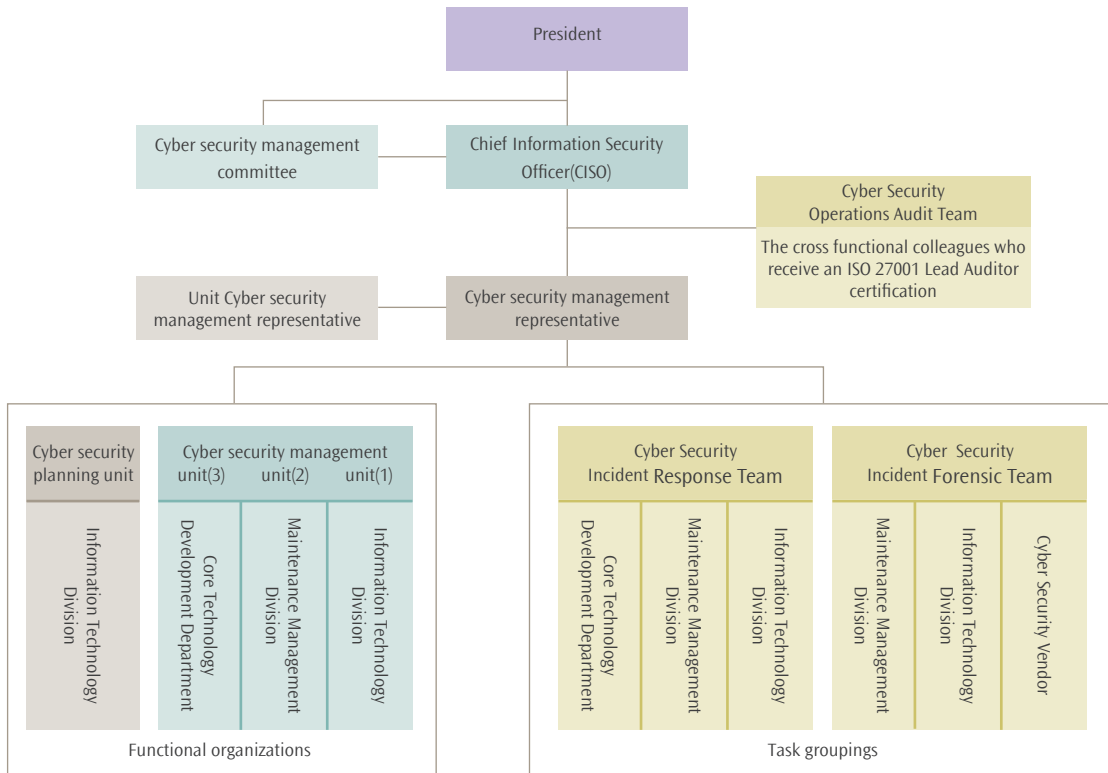 President
Cyber security management
committee
Chief Information Security
Officer(CISO)
Cyber Security
Operations Audit Team
The cross functional colleagues who
receive an ISO 27001 Lead Auditor
certification
Unit Cyber security
management representative
Cyber security management
representative
Cyber security
planning unit
Information Technology
Division
Cyber security management
unit(3) unit(2) unit(1)
Core Technology
Development Department
Maintenance Management
Division
Information Technology
Division
Functional organizations
Cyber Security
Incident Response Team
Core Technology
Development Department
Maintenance Management
Division
Information Technology
Division
Cyber Security
Incident Forensic Team
Maintenance Management
Division
Information Technology
Division
Cyber Security Vendor
Task groupings